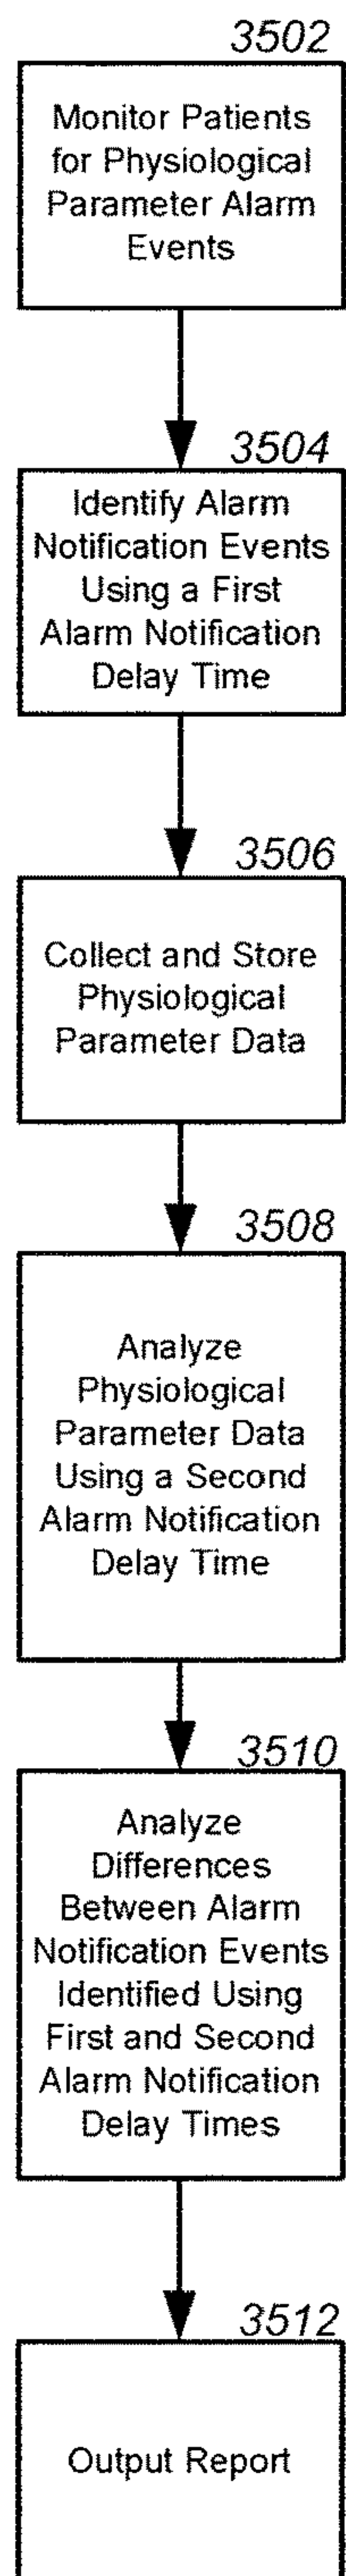 3502
Monitor Patients
for Physiological
Parameter Alarm
Events
3504
Identify Alarm
Notification Events
Using a First
Alarm Notification
Delay Time
3506
Collect and Store
Physiological
Parameter Data
3508
Analyze
Physiological
Parameter Data
Using a Second
Alarm Notification
Delay Time
3510
Analyze
Differences
Between Alarm
Notification Events
Identified Using
First and Second
Alarm Notification
Delay Times
3512
Output Report